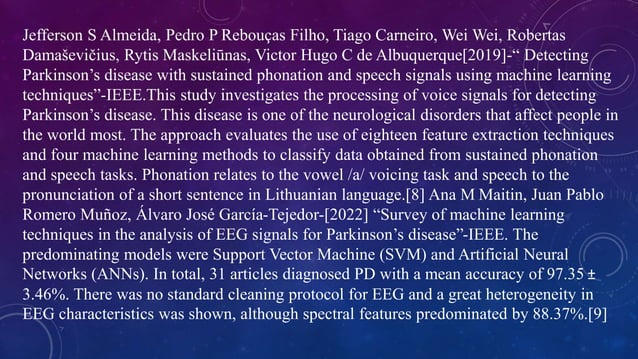 Jefferson S Almeida, Pedro P Rebouças Filho, Tiago Carneiro, Wei Wei, Robertas
Damaševičius, Rytis Maskeliūnas, Victor Hugo C de Albuquerque[2019]-“ Detecting
Parkinson’s disease with sustained phonation and speech signals using machine learning
techniques”-IEEE.This study investigates the processing of voice signals for detecting
Parkinson’s disease. This disease is one of the neurological disorders that affect people in
the world most. The approach evaluates the use of eighteen feature extraction techniques
and four machine learning methods to classify data obtained from sustained phonation
and speech tasks. Phonation relates to the vowel /a/ voicing task and speech to the
pronunciation of a short sentence in Lithuanian language.[8] Ana M Maitin, Juan Pablo
Romero Muñoz, Álvaro José García-Tejedor-[2022] “Survey of machine learning
techniques in the analysis of EEG signals for Parkinson’s disease”-IEEE. The
predominating models were Support Vector Machine (SVM) and Artificial Neural
Networks (ANNs). In total, 31 articles diagnosed PD with a mean accuracy of 97.35 ±
3.46%. There was no standard cleaning protocol for EEG and a great heterogeneity in
EEG characteristics was shown, although spectral features predominated by 88.37%.[9]